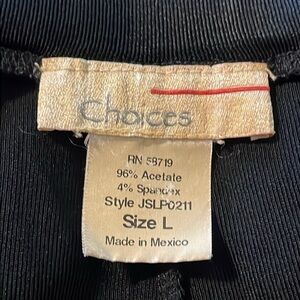 Choices
RN 58719
96% Acetate
4% Spandex
Style JSLP0211
Size L
Made in Mexico